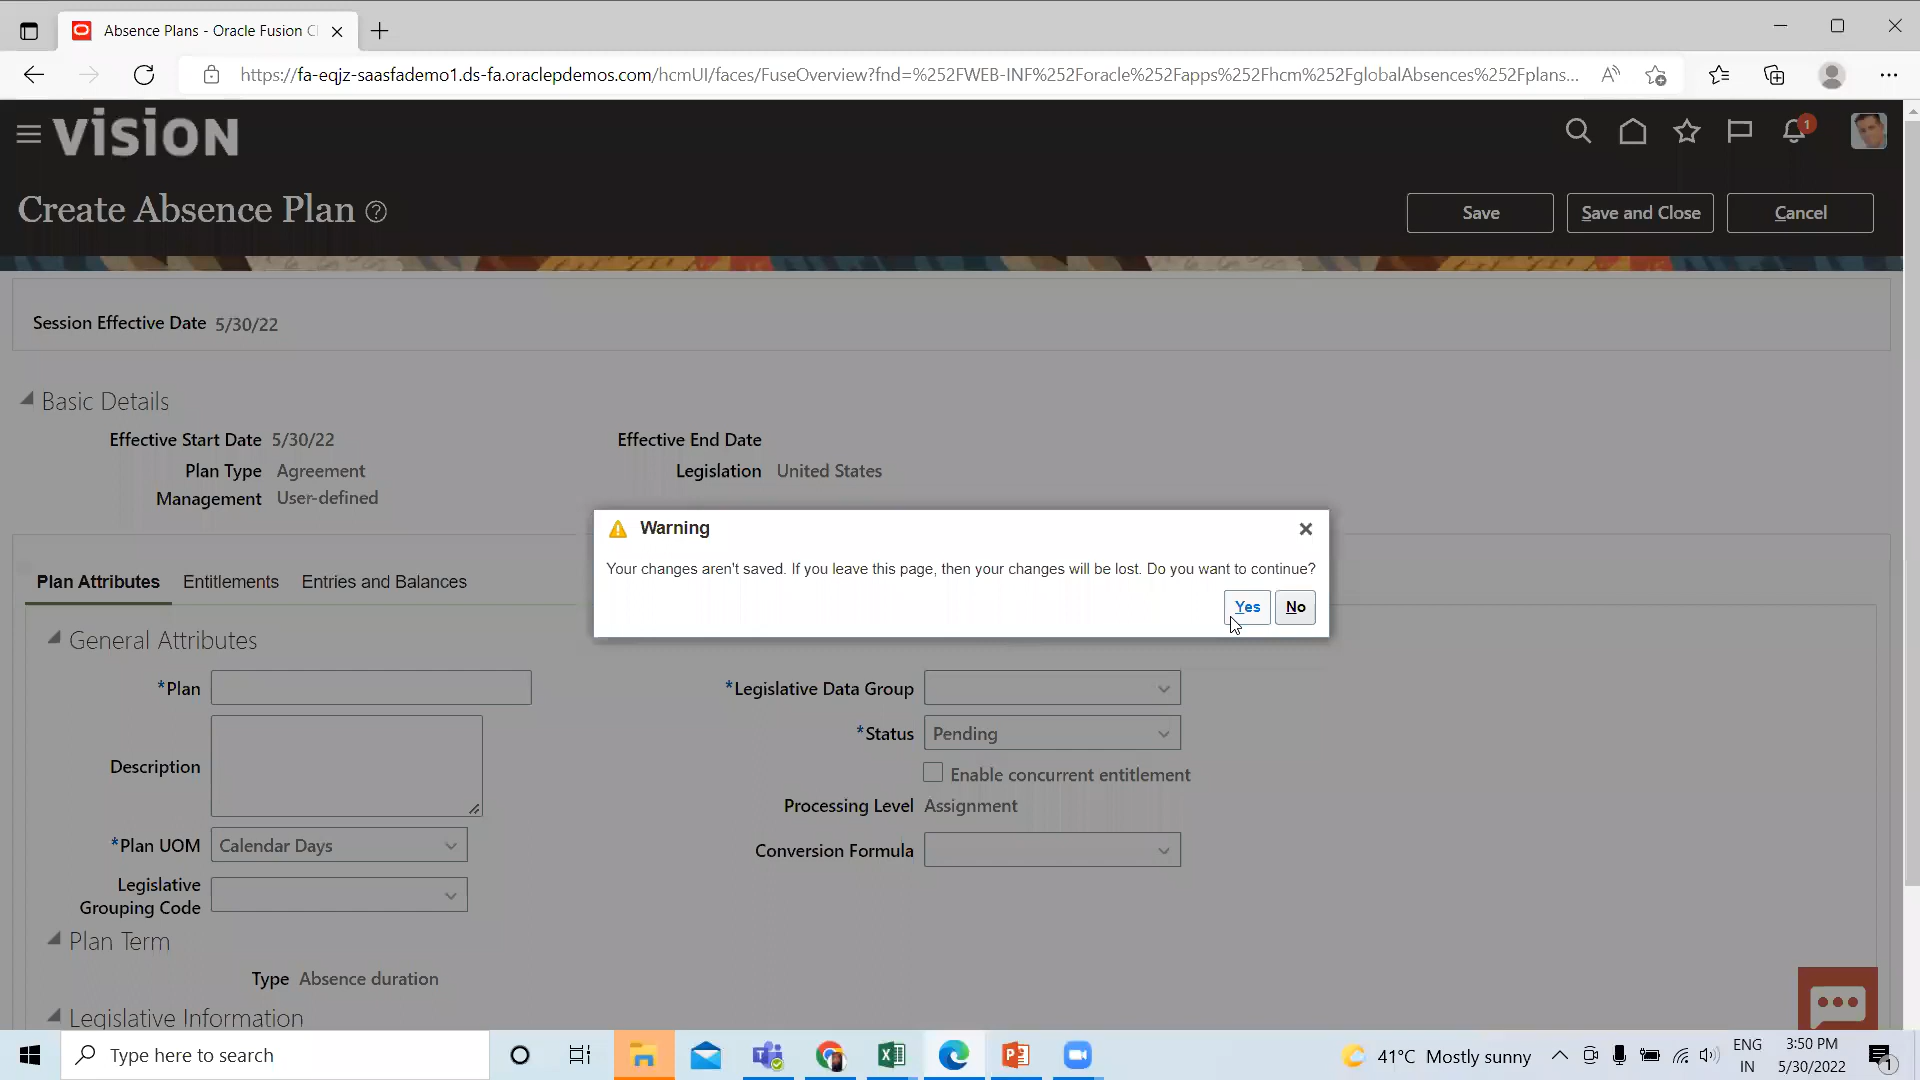 Absence Plans - Oracle Fusion Cl
https://fa-eqjz-saasfademo1.ds-fa.oraclepdemos.com/hcmUI/faces/FuseOverview?fnd=%252FWEB-INF%252Foracle%252Fapps%252Fhcm%252FglobalAbsences%252Fplans...
VISION
1
Create Absence Plan ?
Save
Save and Close
Cancel
Session Effective Date 5/30/22
Basic Details
Effective Start Date 5/30/22
Effective End Date
Plan Type Agreement
Legislation United States
Management User-defined
Warning
Your changes aren't saved. If you leave this page, then your changes will be lost. Do you want to continue?
Yes
No
Plan Attributes
Entitlements
Entries and Balances
General Attributes
*Plan
*Legislative Data Group
*Status Pending
Description
Enable concurrent entitlement
Processing Level Assignment
*Plan UOM Calendar Days
Conversion Formula
Legislative
Grouping Code
Plan Term
Type Absence duration
Legislative Information
Type here to search
41°C Mostly sunny
ENG
IN
3:50 PM
5/30/2022
1